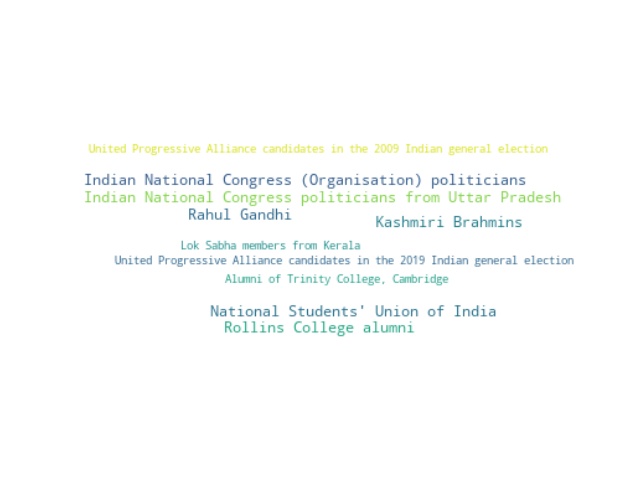 United Progressive Alliance candidates in the 2009 Indian general election
Indian National Congress (Organisation) politicians
Indian National Congress politicians from Uttar Pradesh
Rahul Gandhi
Kashmiri Brahmins
Lok Sabha members from Kerala
United Progressive Alliance candidates in the 2019 Indian general election
Alumni of Trinity College, Cambridge
National Students' Union of India
Rollins College alumni